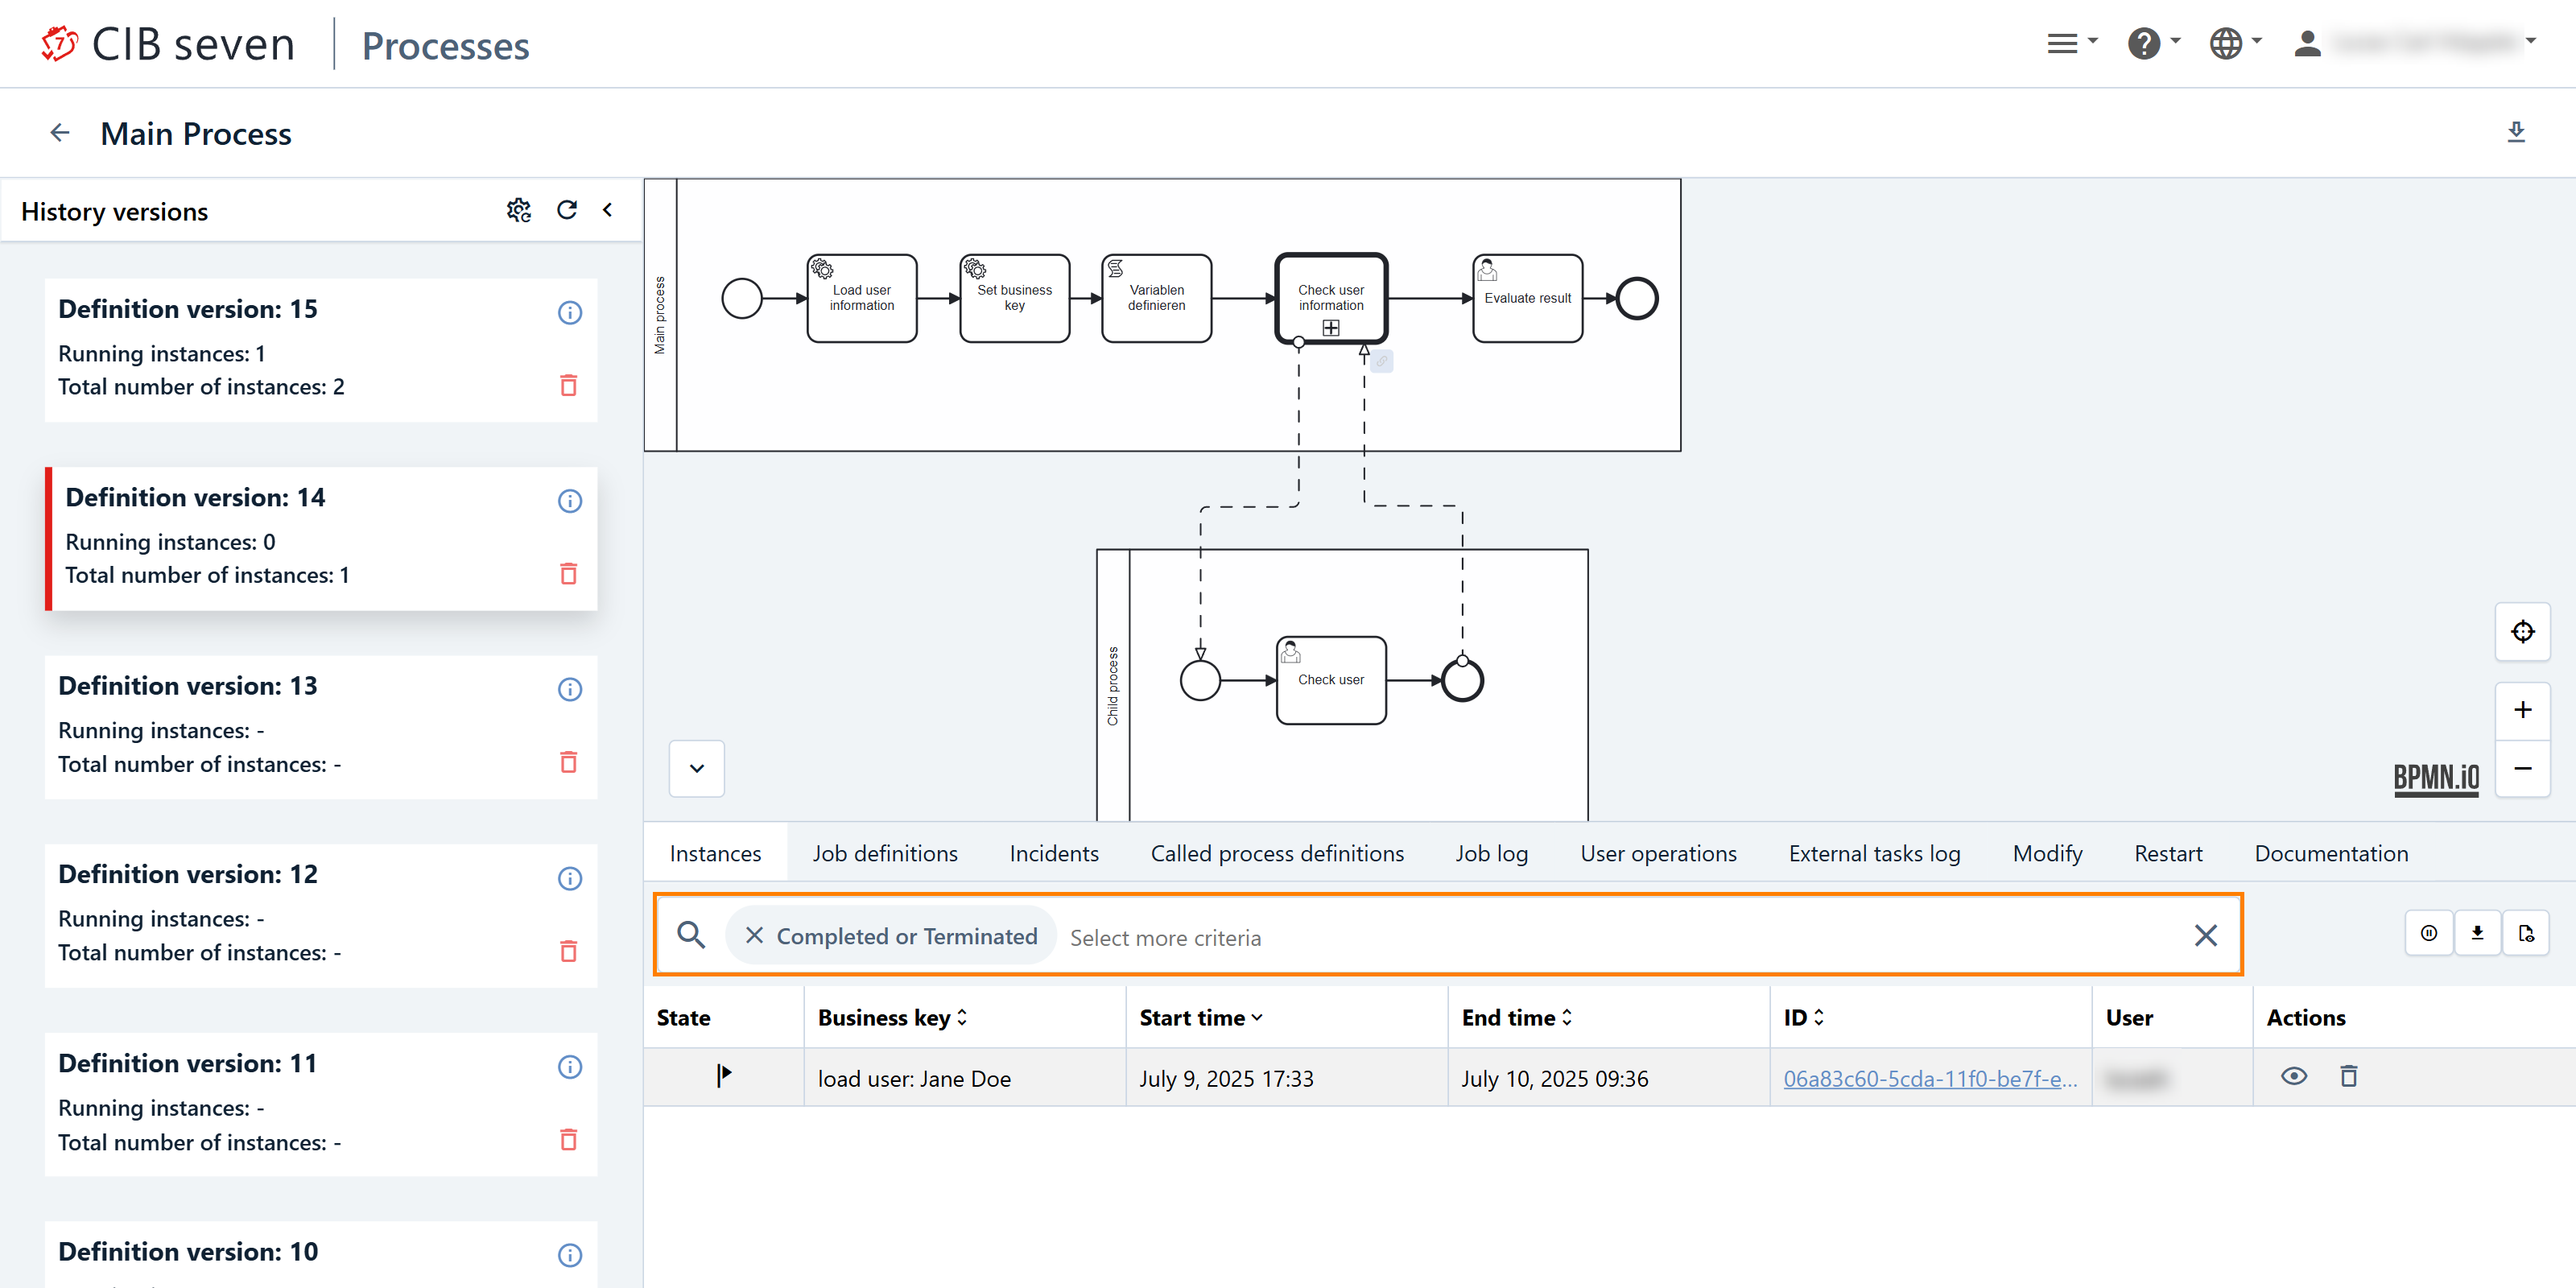 CIB seven
Processes
Main Process
History versions
Definition version: 15
Running instances: 1
Total number of instances: 2
Definition version: 14
Running instances: 0
Total number of instances: 1
Definition version: 13
Running instances: -
Total number of instances: -
Definition version: 12
Running instances: -
Total number of instances: -
Definition version: 11
Running instances: -
Total number of instances: -
Definition version: 10
Main process
Load user
information
Set business
key
Variablen
definieren
Check user
information
Evaluate result
Child process
Check user
BPMN.iO
Instances
Job definitions
Incidents
Called process definitions
Job log
User operations
External tasks log
Modify
Restart
Documentation
Completed or Terminated
Select more criteria
State
Business key
Start time
End time
ID
User
Actions
load user: Jane Doe
July 9, 2025 17:33
July 10, 2025 09:36
06a83c60-5cda-11f0-be7f-e...